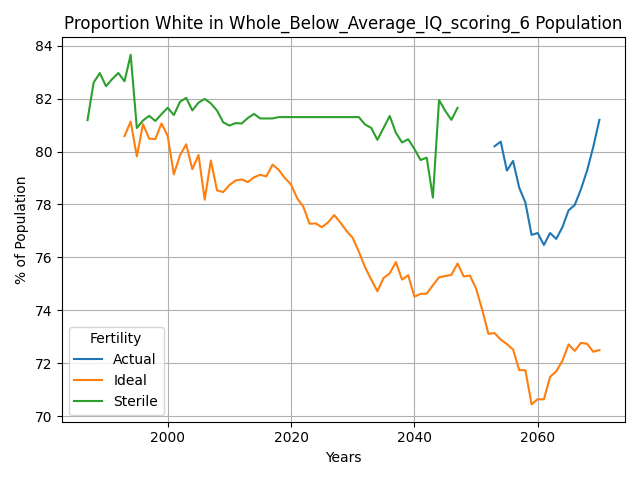 Proportion White in Whole_Below_Average_IQ_scoring_6 Population
% of Population
84
82
80
78
76
74
72
70
Fertility
Actual
Ideal
Sterile
2000
2020
2040
2060
Years